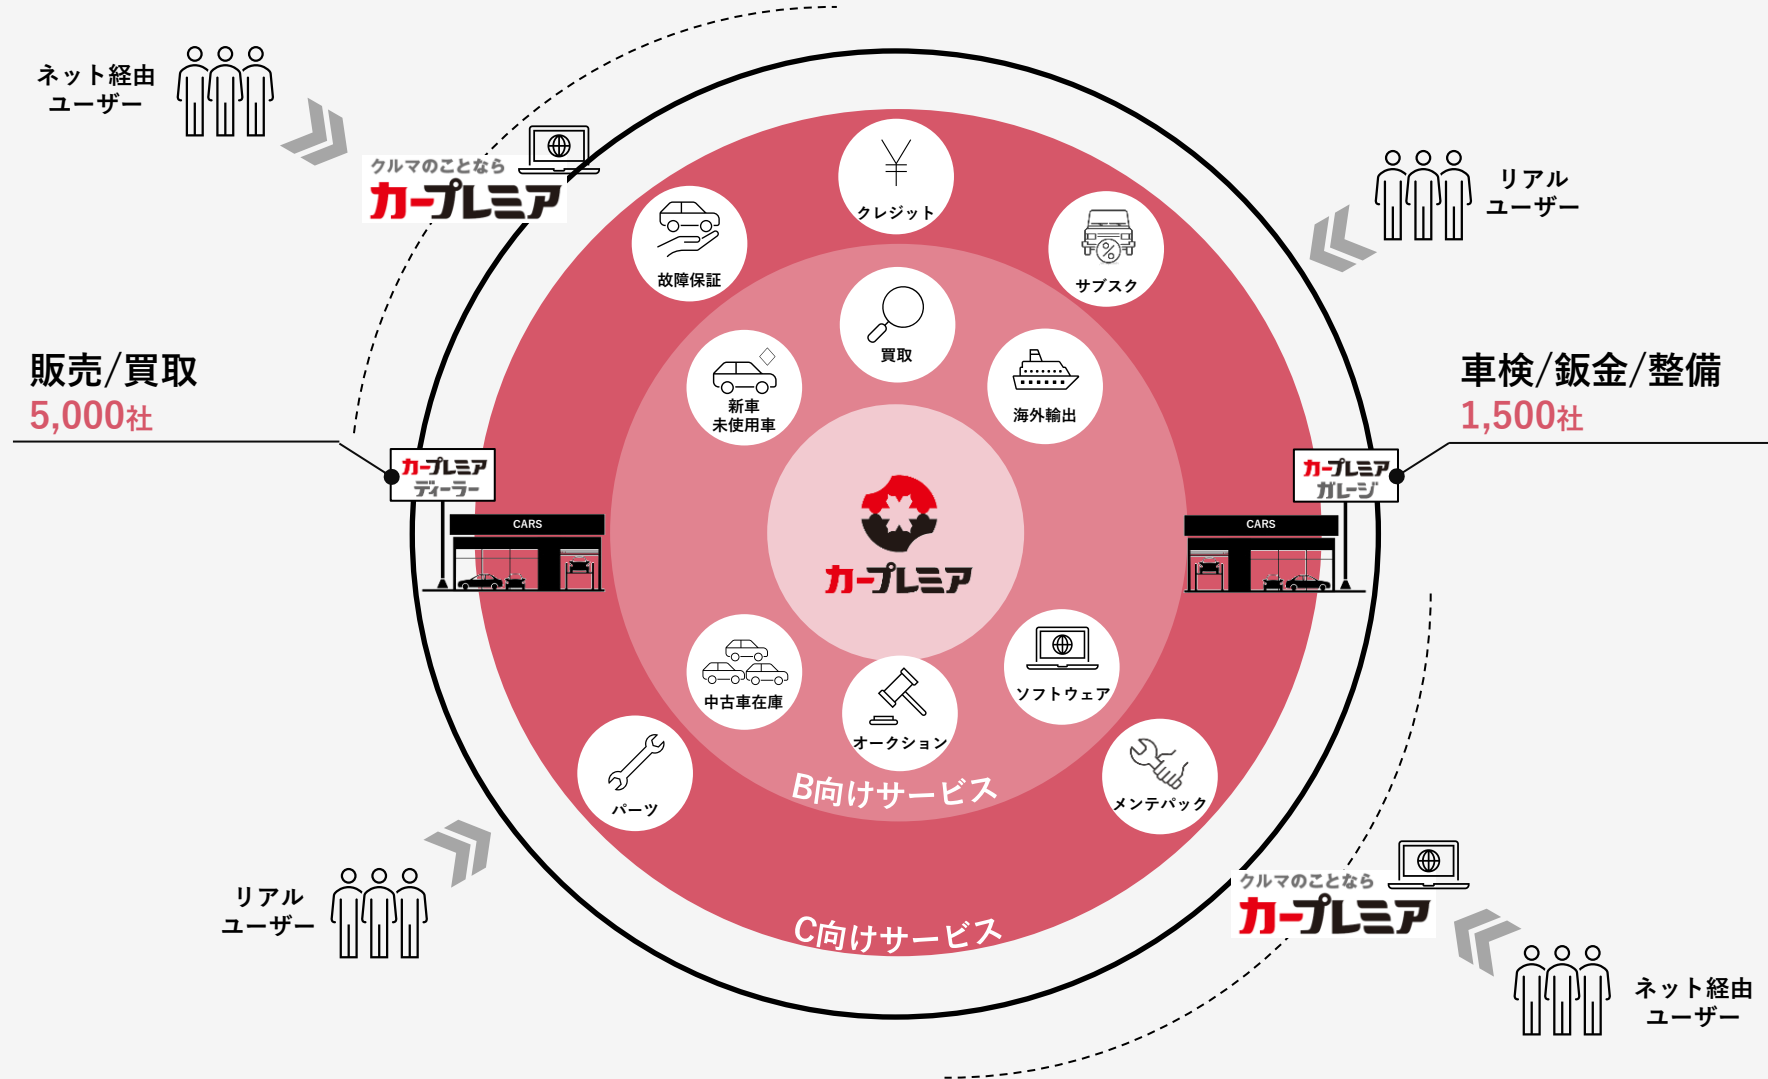 ネット経由
ユーザー
クルマのことなら
カープレミア
リアル
ユーザー
クレジット
故障保証
サブスク
買取
新車
未使用車
海外輸出
販売/買取
5,000社
車検/鈑金/整備
1,500社
カープレミア
ディーラー
CARS
カープレミア
ガレージ
CARS
カープレミア
中古車在庫
オークション
ソフトウェア
パーツ
メンテパック
B向けサービス
C向けサービス
リアル
ユーザー
クルマのことなら
カープレミア
ネット経由
ユーザー